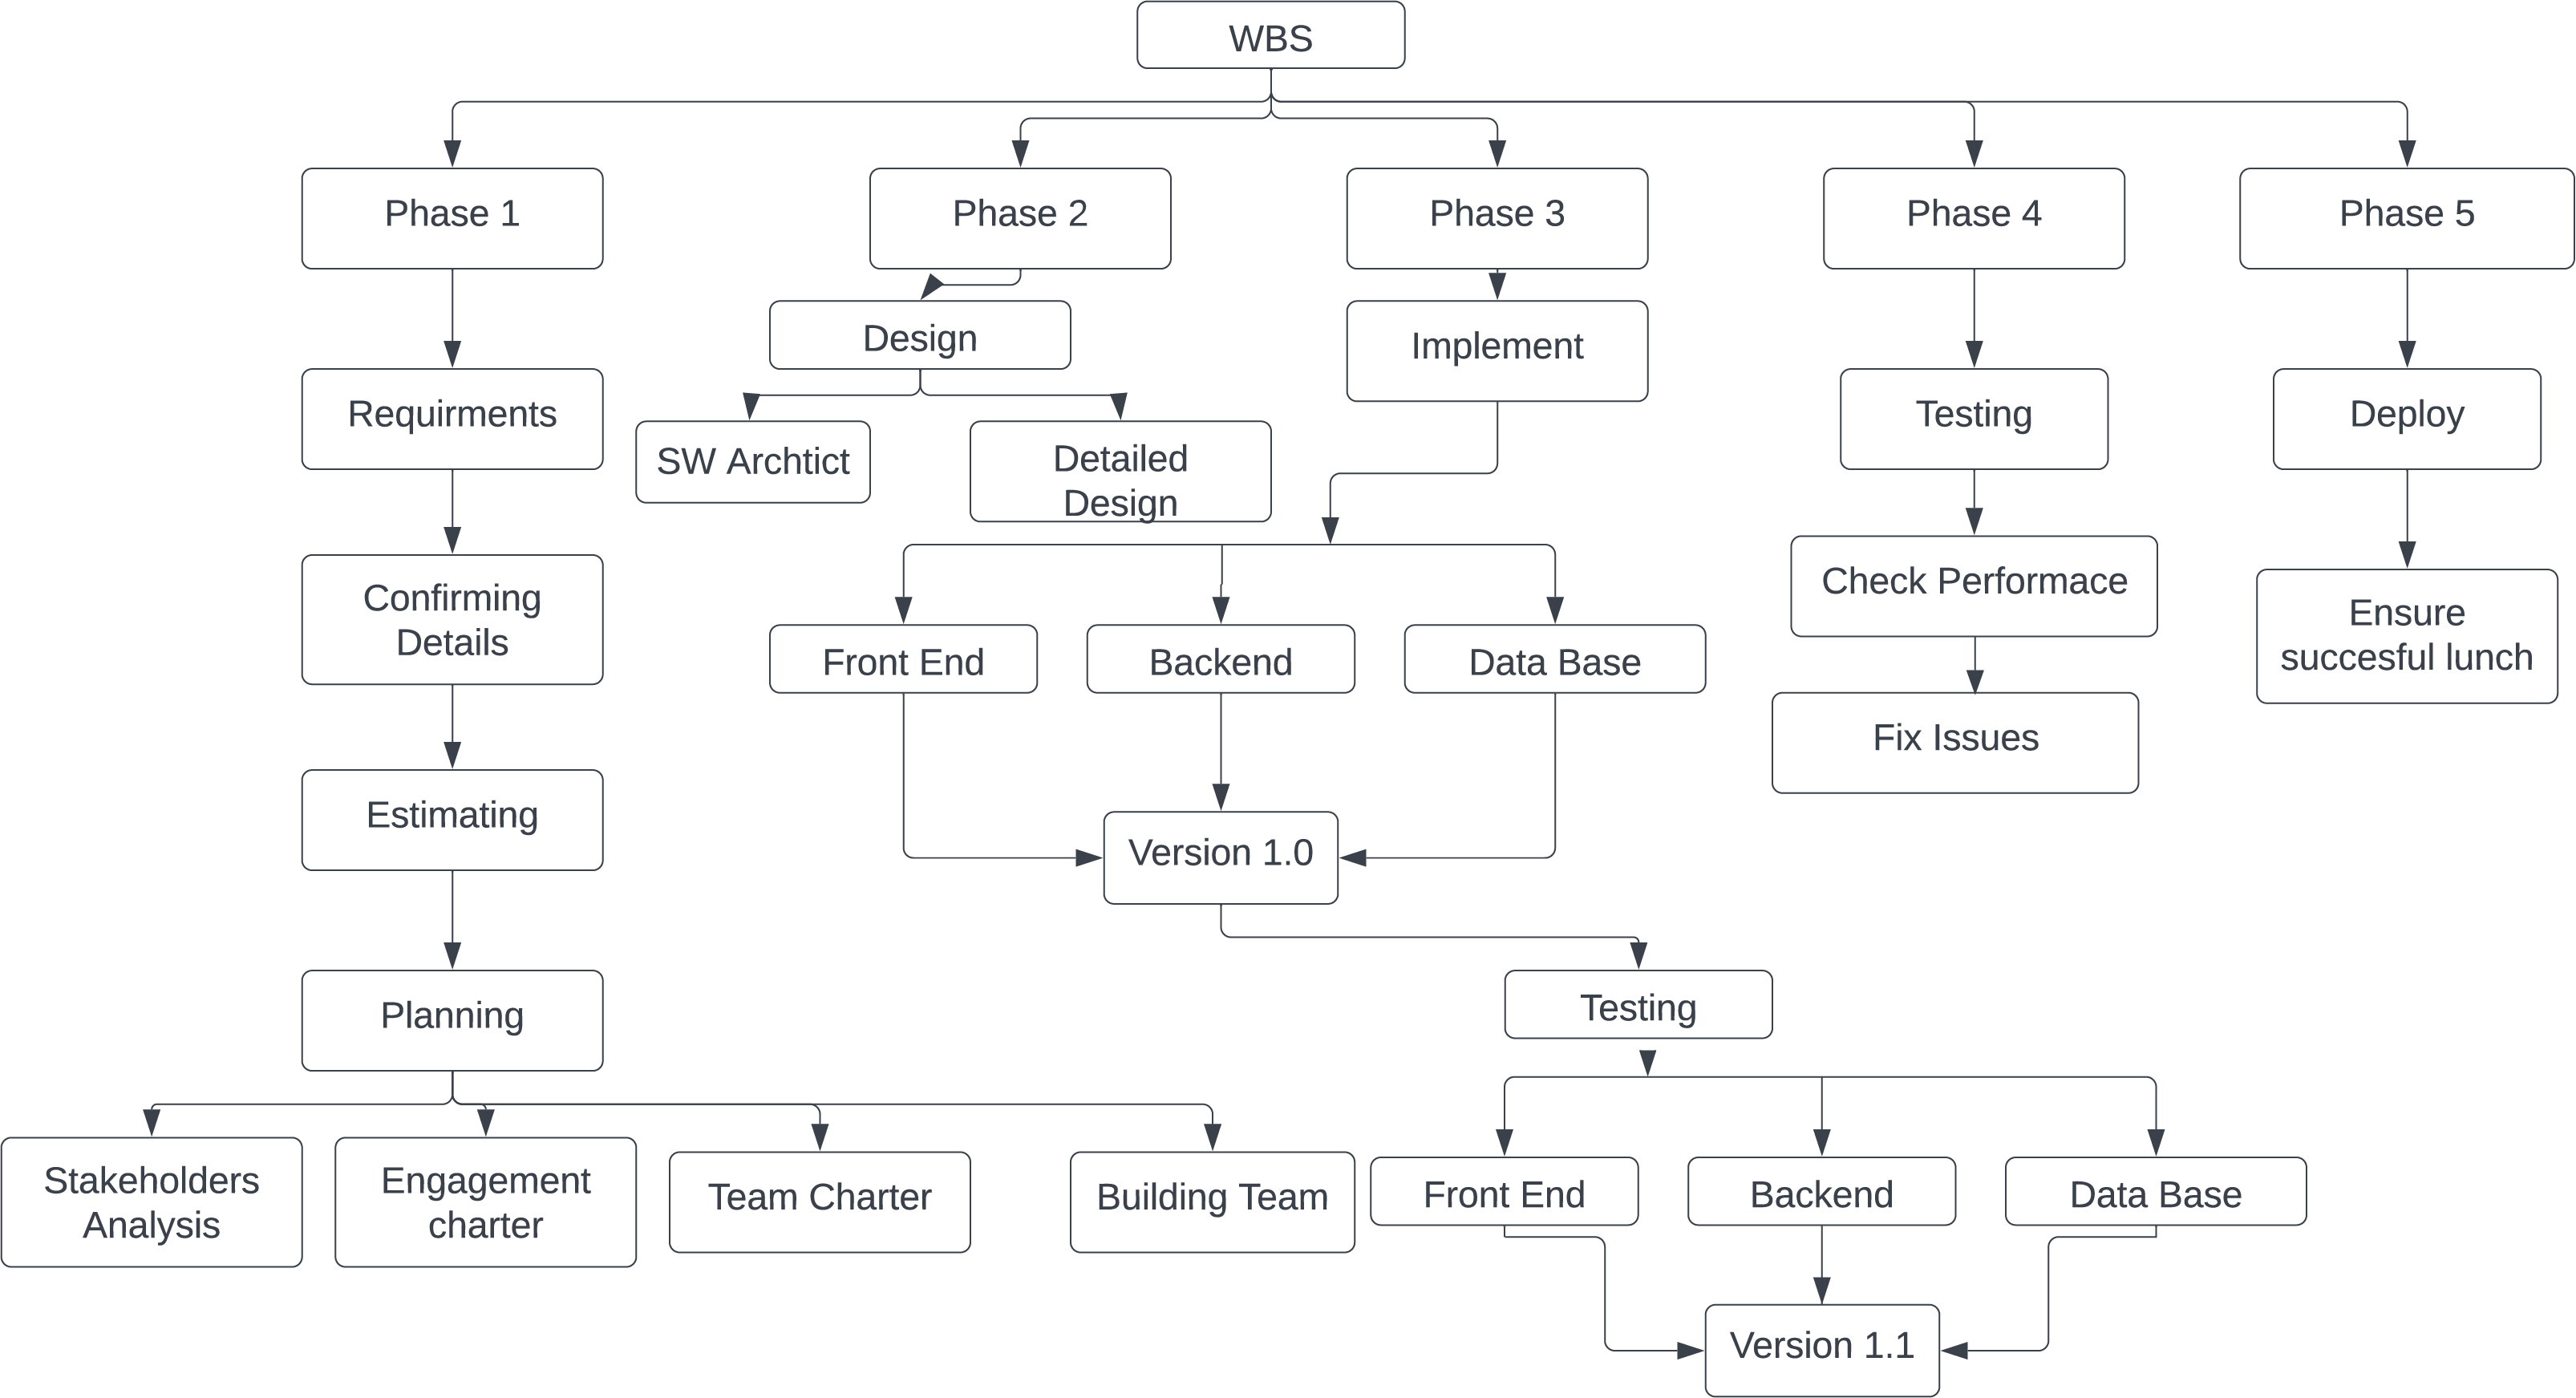 WBS
Phase 1
Phase 2
Phase 3
Phase 4
Phase 5
Design
Implement
Requirments
Testing
Deploy
SW Archtict
Detailed
Design
Confirming
Details
Check Performace
Ensure
succesful lunch
Front End
Backend
Data Base
Fix Issues
Estimating
Version 1.0
Planning
Testing
Stakeholders
Analysis
Engagement
charter
Team Charter
Building Team
Front End
Backend
Data Base
Version 1.1